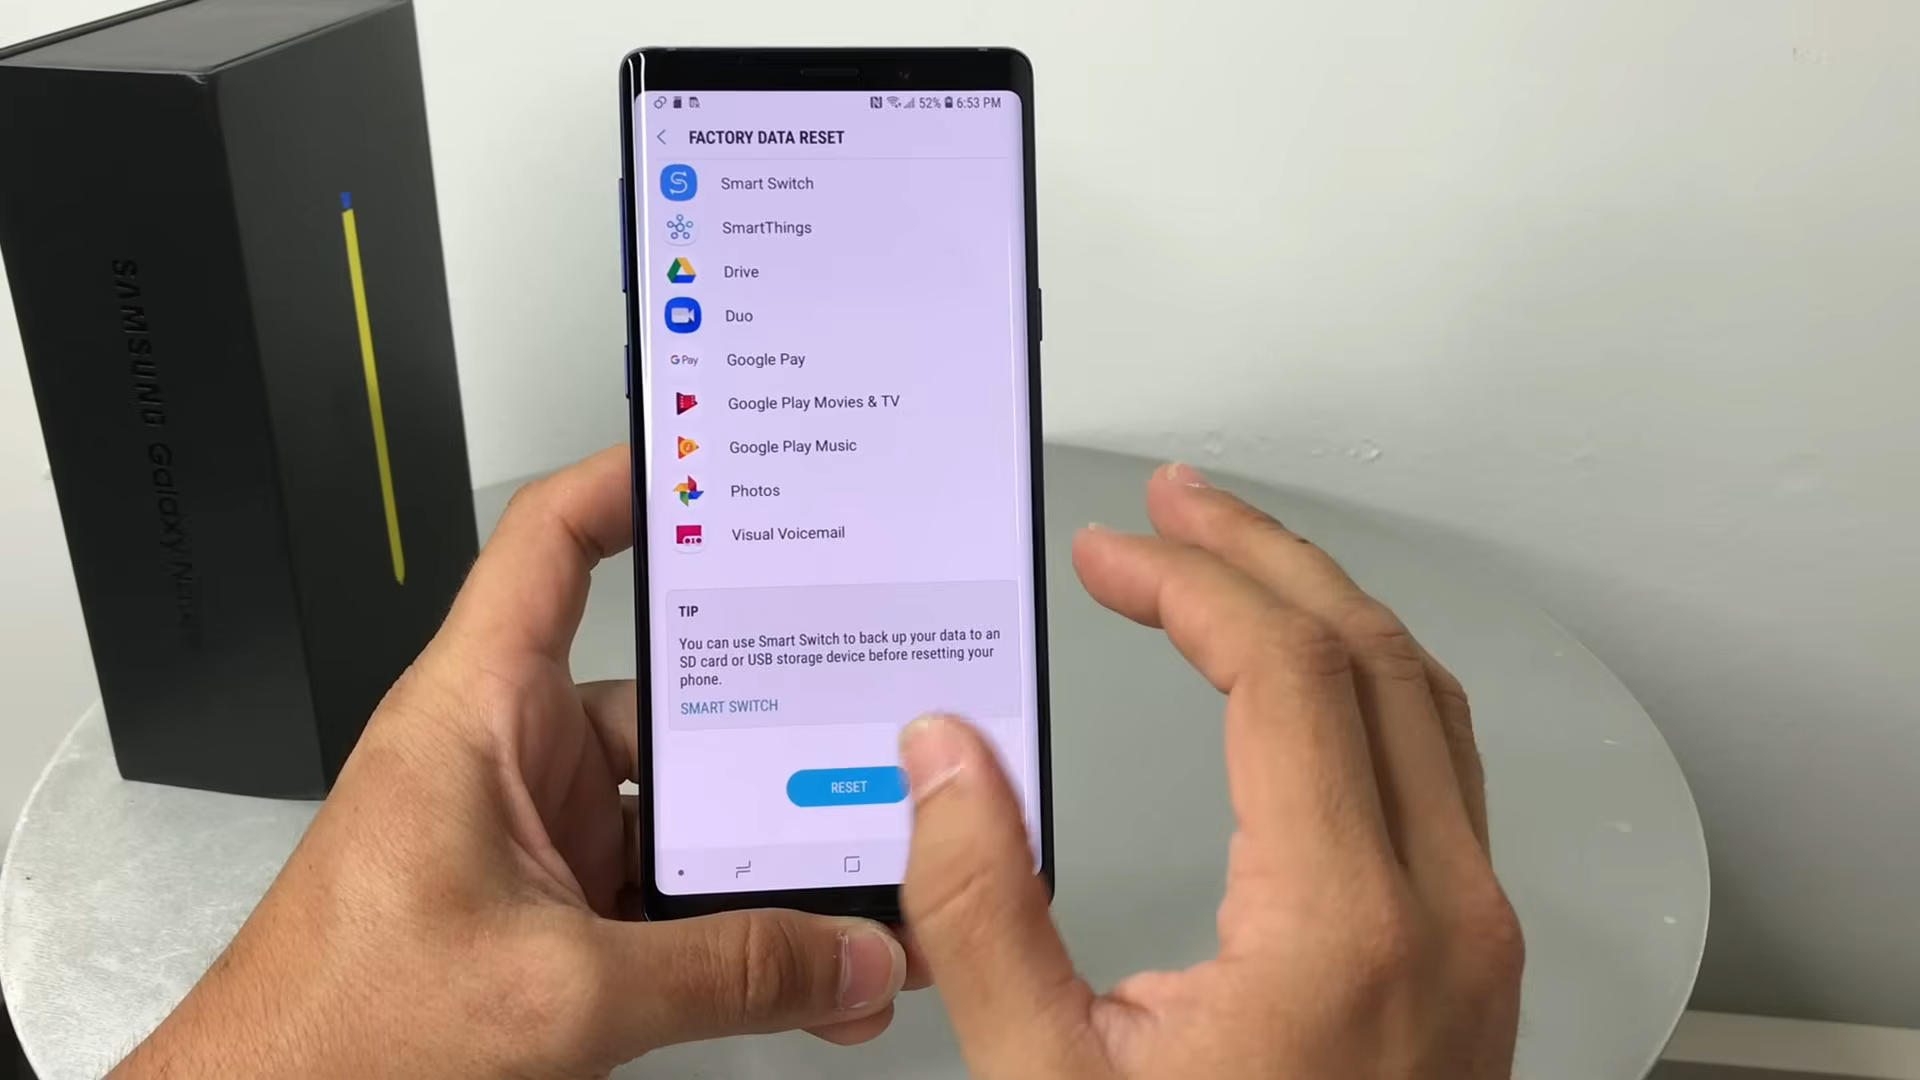 SAMSUNG Galaxy Note9
52% 6:53 PM
FACTORY DATA RESET
Smart Switch
SmartThings
Drive
Duo
G Pay
Google Pay
Google Play Movies & TV
Google Play Music
Photos
Visual Voicemail
TIP
You can use Smart Switch to back up your data to an
SD card or USB storage device before resetting your
phone.
SMART SWITCH
RESET